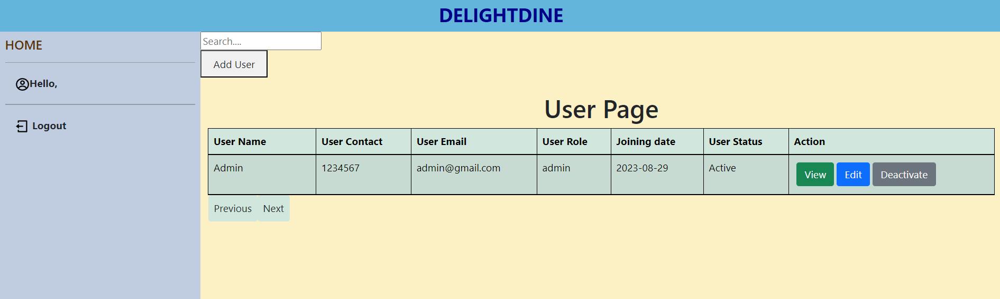 DELIGHTDINE
HOME
Hello,
Logout
Search....
Add User
User Page
User Name User Contact User Email User Role Joining date User Status Action
Admin 1234567 admin@gmail.com admin 2023-08-29 Active View Edit Deactivate
Previous Next